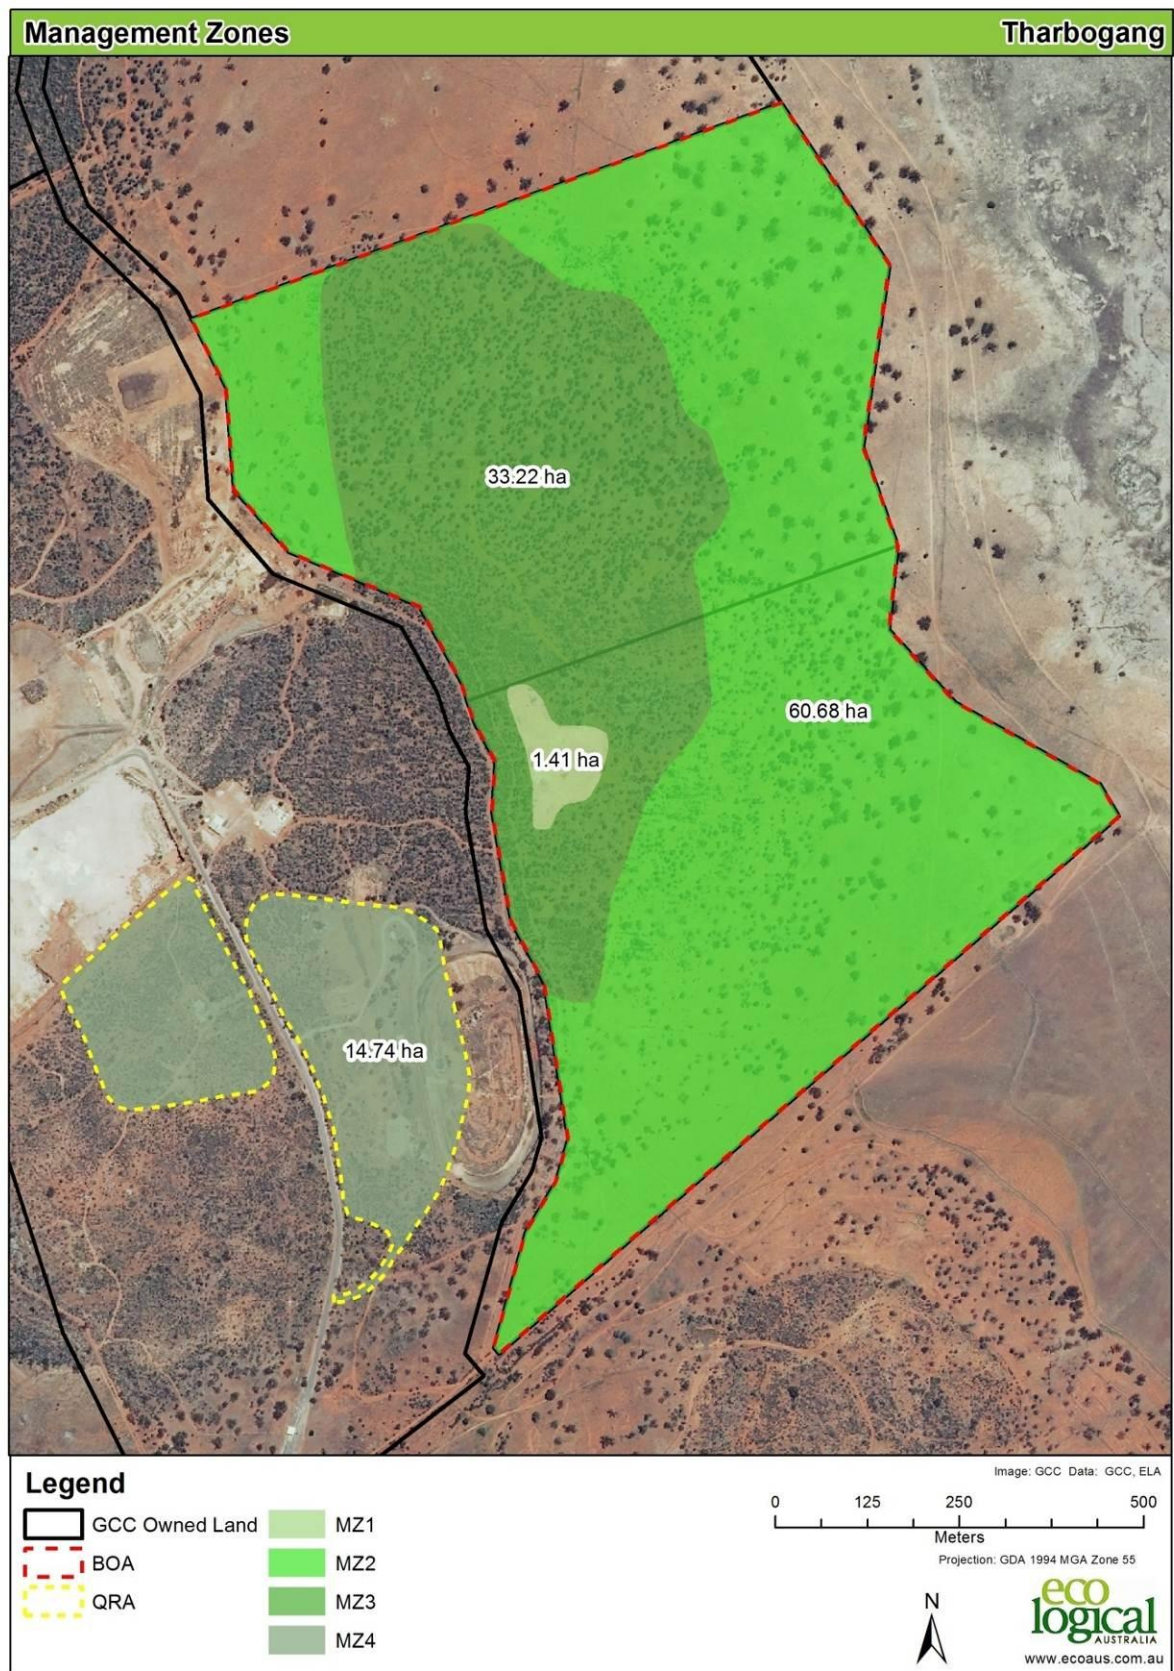 Management Zones Tharbogang
33.22 ha
60.68 ha
1.41 ha
14.74 ha
Legend
GCC Owned Land
BOA
QRA
MZ1
MZ2
MZ3
MZ4
Image: GCC Data: GCC, ELA
0 125 250 500
Meters
Projection: GDA 1994 MGA Zone 55
N
eco
logical
AUSTRALIA
www.ecoaus.com.au